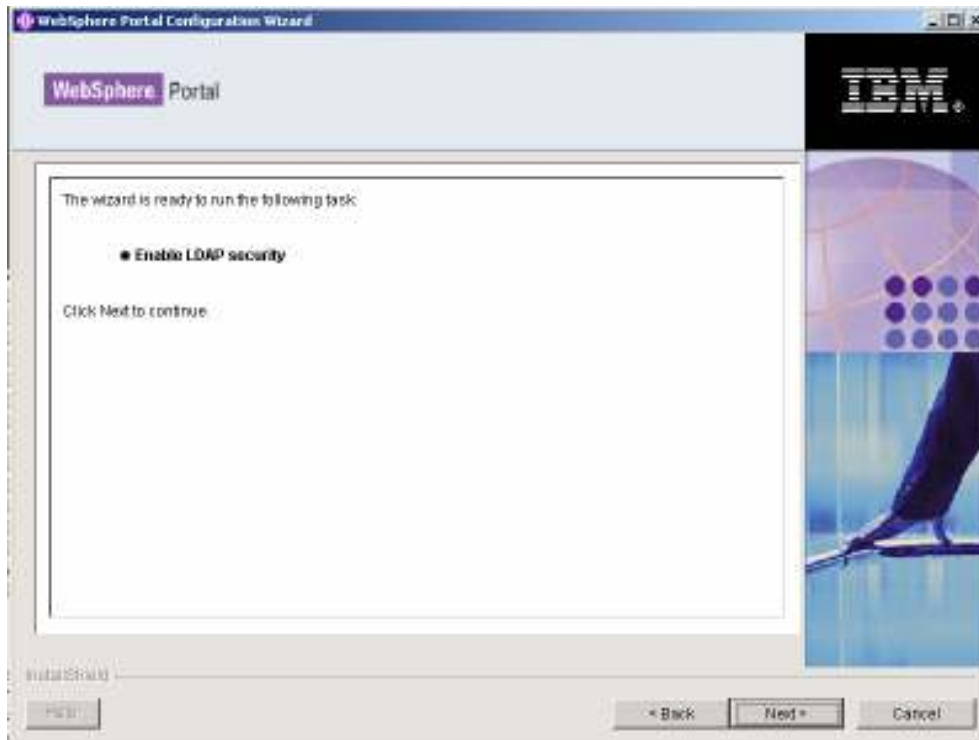 WebSphere Portal Configuration Wizard
WebSphere Portal
IBM®
The wizard is ready to run the following task:
● Enable LDAP security
Click Next to continue.
InstallShield
Help
< Back
Next >
Cancel